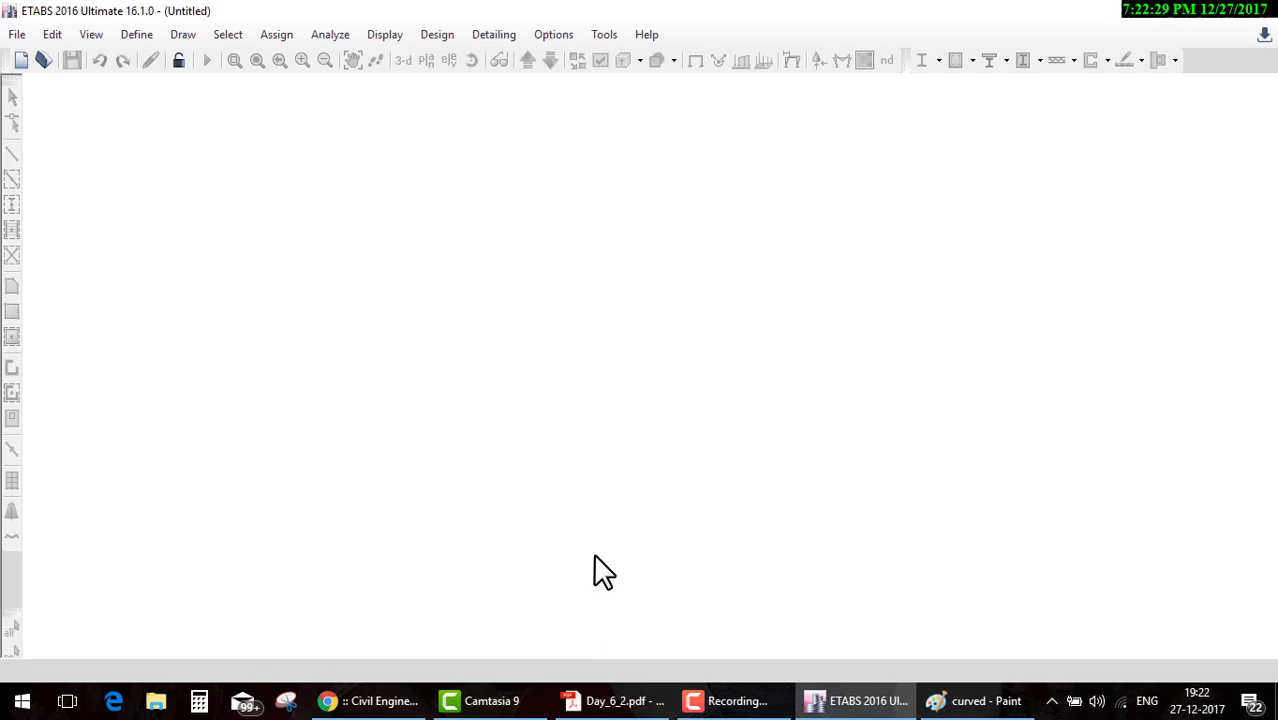 ETABS 2016 Ultimate 16.1.0 - (Untitled)
7:22:29 PM 12/27/2017
File Edit View Define Draw Select Assign Analyze Display Design Detailing Options Tools Help
3-d nd
all
99+ :: Civil Engine... Camtasia 9 Day_6_2.pdf - ... Recording... ETABS 2016 Ul... curved - Paint ENG 19:22
27-12-2017 22